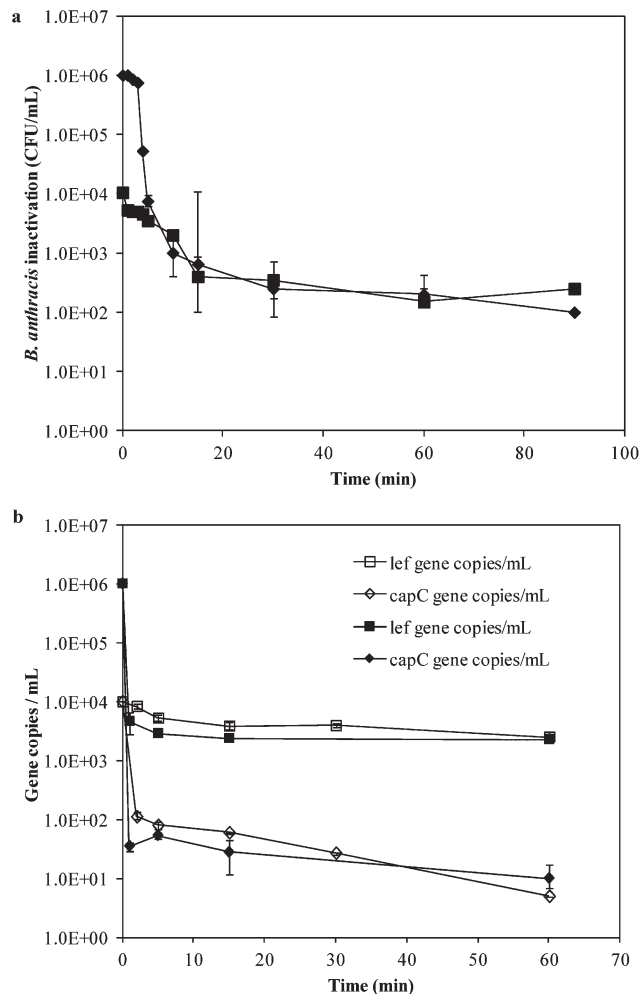 a
1.0E+07
1.0E+06
1.0E+05
1.0E+04
1.0E+03
1.0E+02
1.0E+01
1.0E+00
B. anthracis inactivation (CFU/mL)
0 20 40 60 80 100
Time (min)
b
1.0E+07
1.0E+06
1.0E+05
1.0E+04
1.0E+03
1.0E+02
1.0E+01
1.0E+00
Gene copies / mL
lef gene copies/mL
capC gene copies/mL
lef gene copies/mL
capC gene copies/mL
0 10 20 30 40 50 60 70
Time (min)